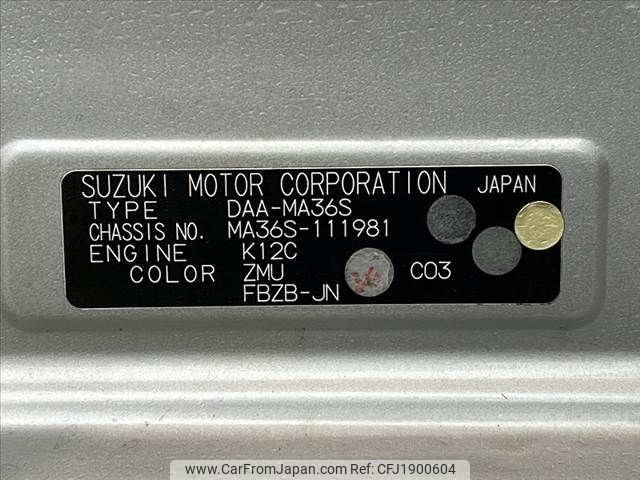 SUZUKI MOTOR CORPORATION JAPAN
TYPE DAA-MA36S
CHASSIS NO. MA36S-111981
ENGINE K12C
COLOR ZMU C03
FBZB-JN
www.CarFromJapan.com Ref:CFJ1900604